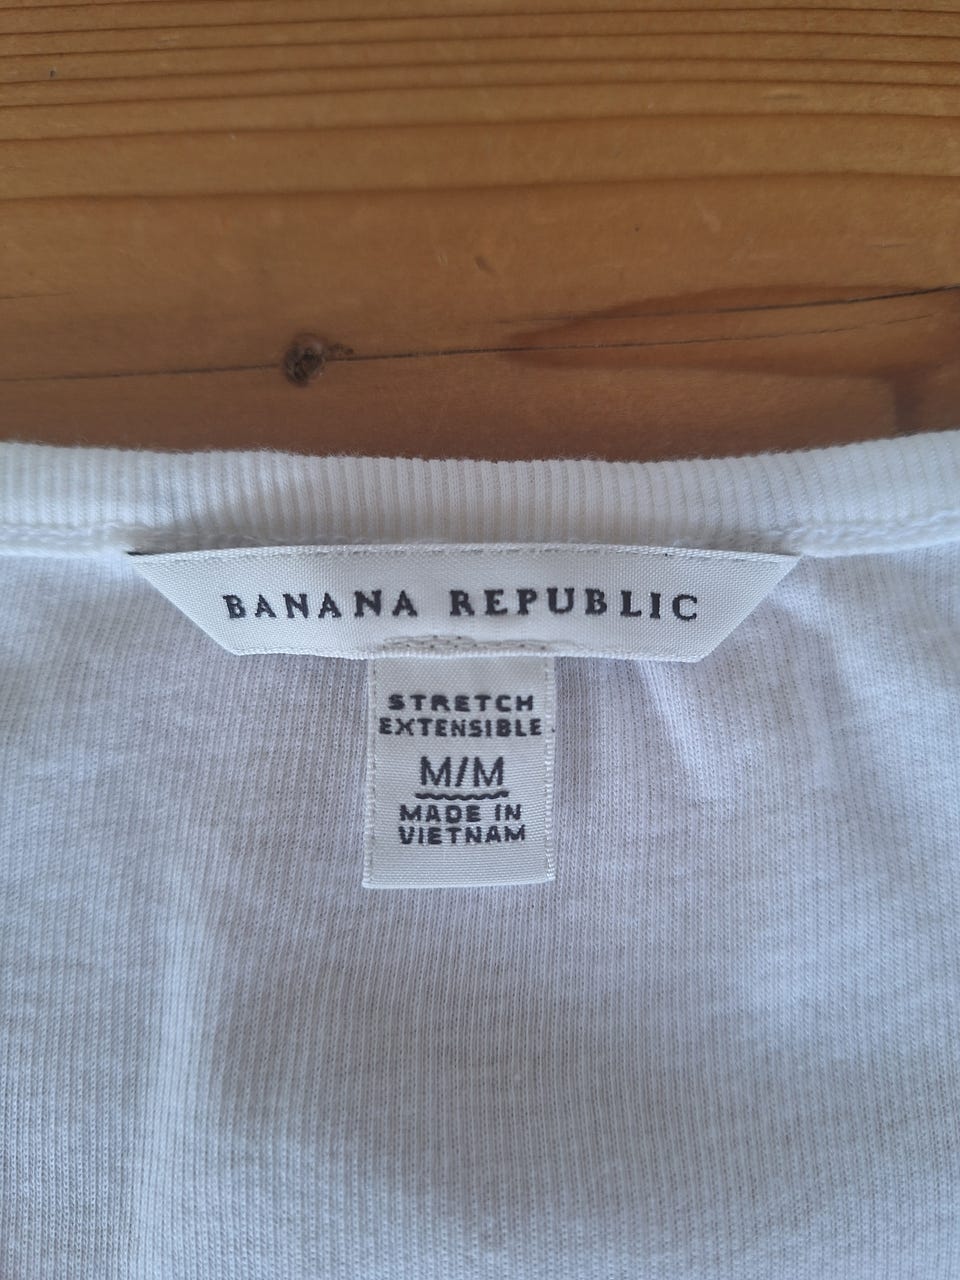 BANANA REPUBLIC
STRETCH
EXTENSIBLE
M/M
MADE IN
VIETNAM